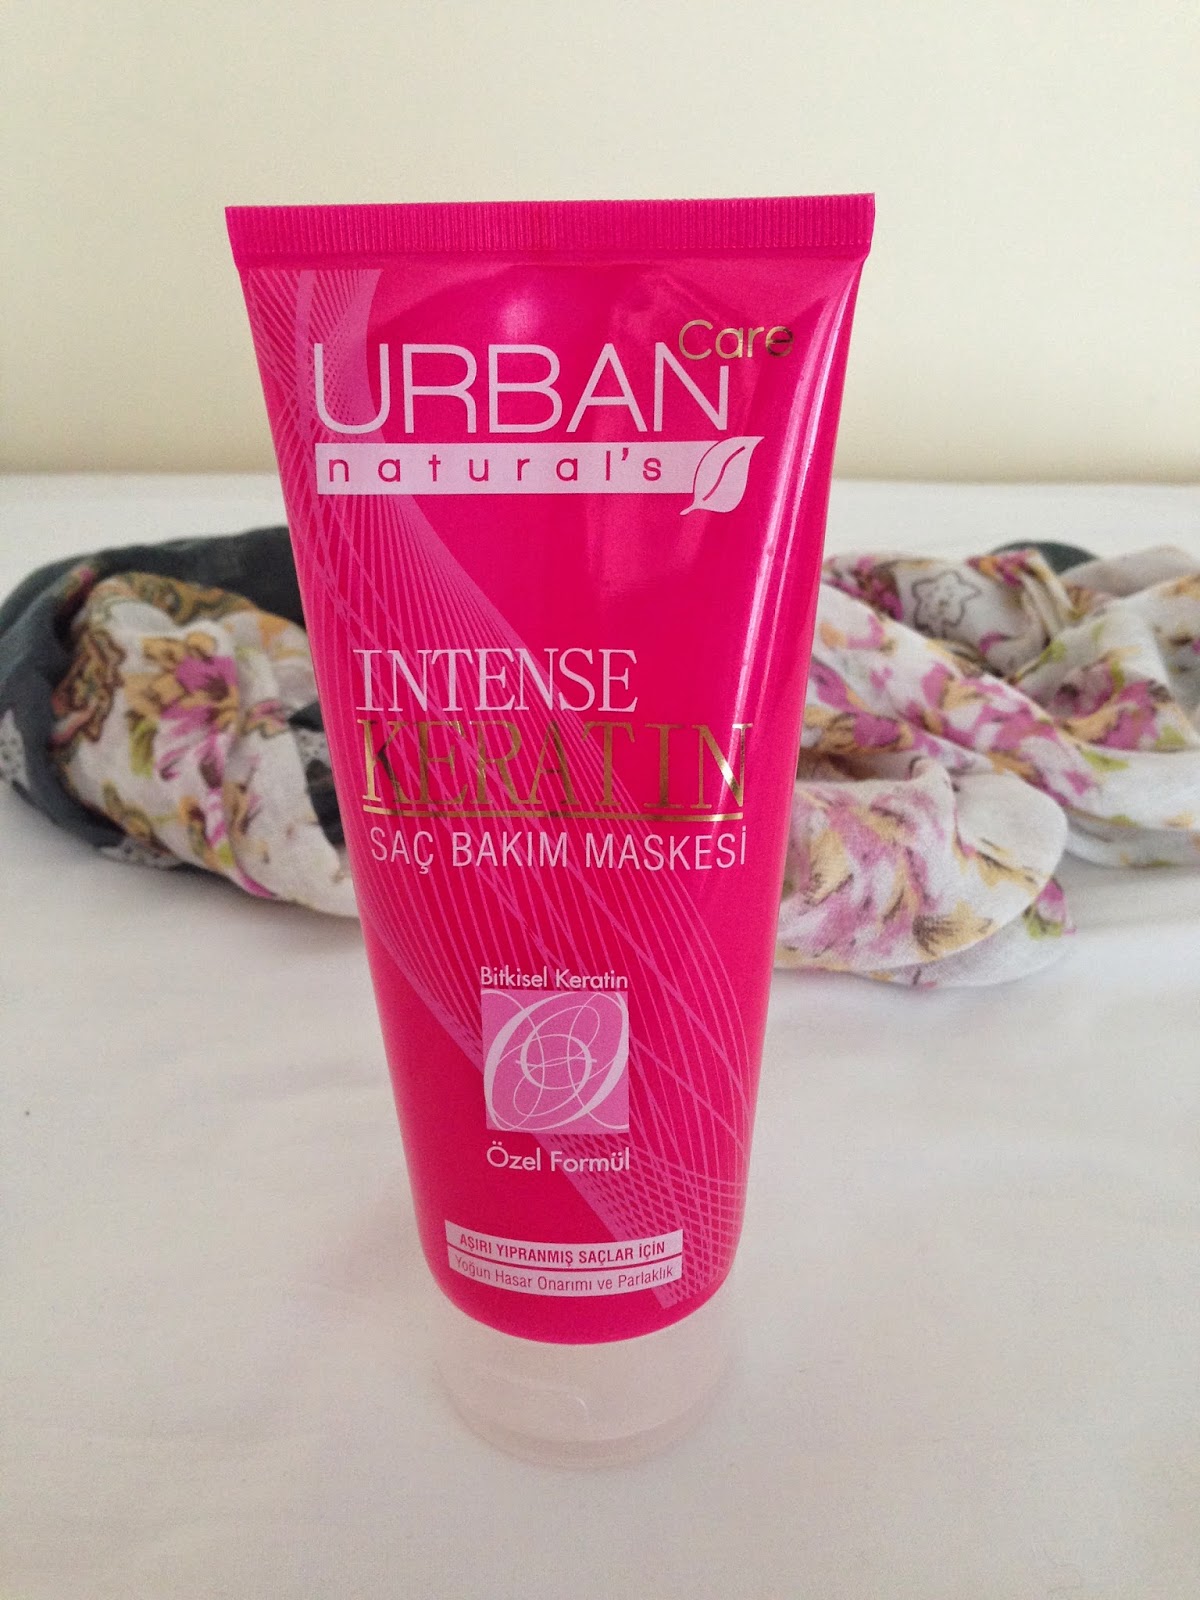 Care
URBAN
natural's
INTENSE
KERATIN
SAÇ BAKIM MASKESİ
Bitkisel Keratin
Özel Formül
AŞIRI YIPRANMIŞ SAÇLAR İÇİN
Yoğun Hasar Onarımı ve Parlaklık